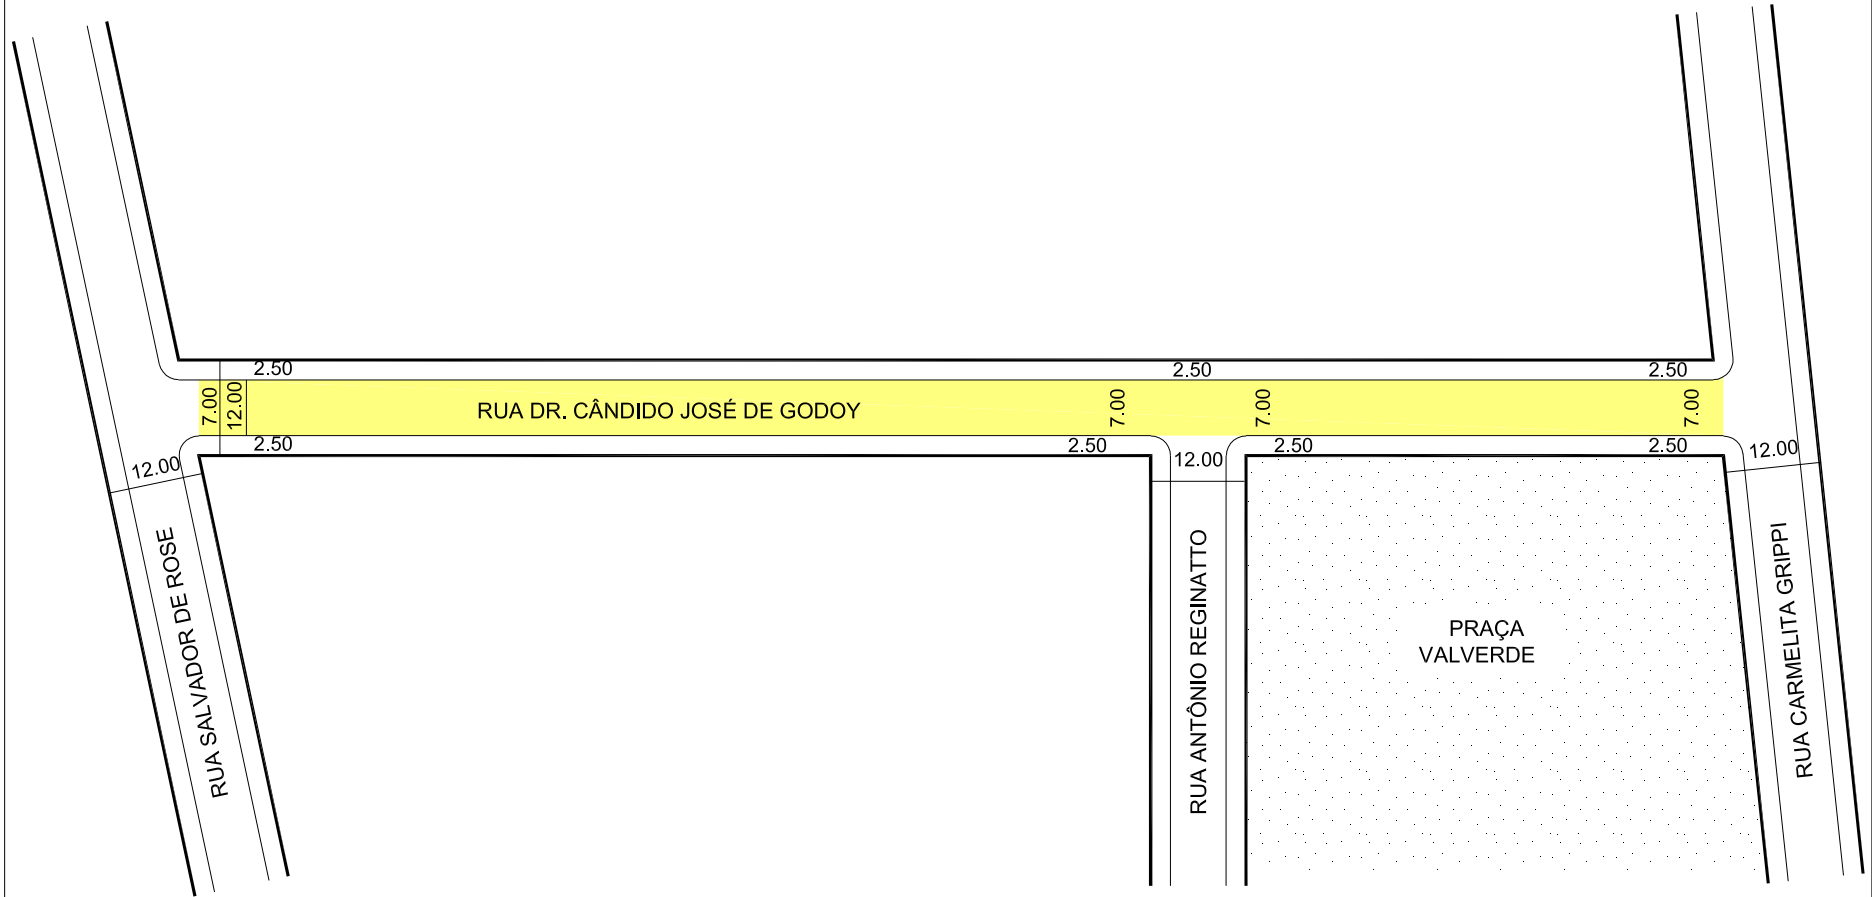 2.50
2.50
2.50
7.00
12.00
RUA DR. CÂNDIDO JOSÉ DE GODOY
7.00
7.00
7.00
2.50
2.50
2.50
2.50
12.00
12.00
12.00
RUA SALVADOR DE ROSE
RUA ANTÔNIO REGINATTO
PRAÇA
VALVERDE
RUA CARMELITA GRIPPI